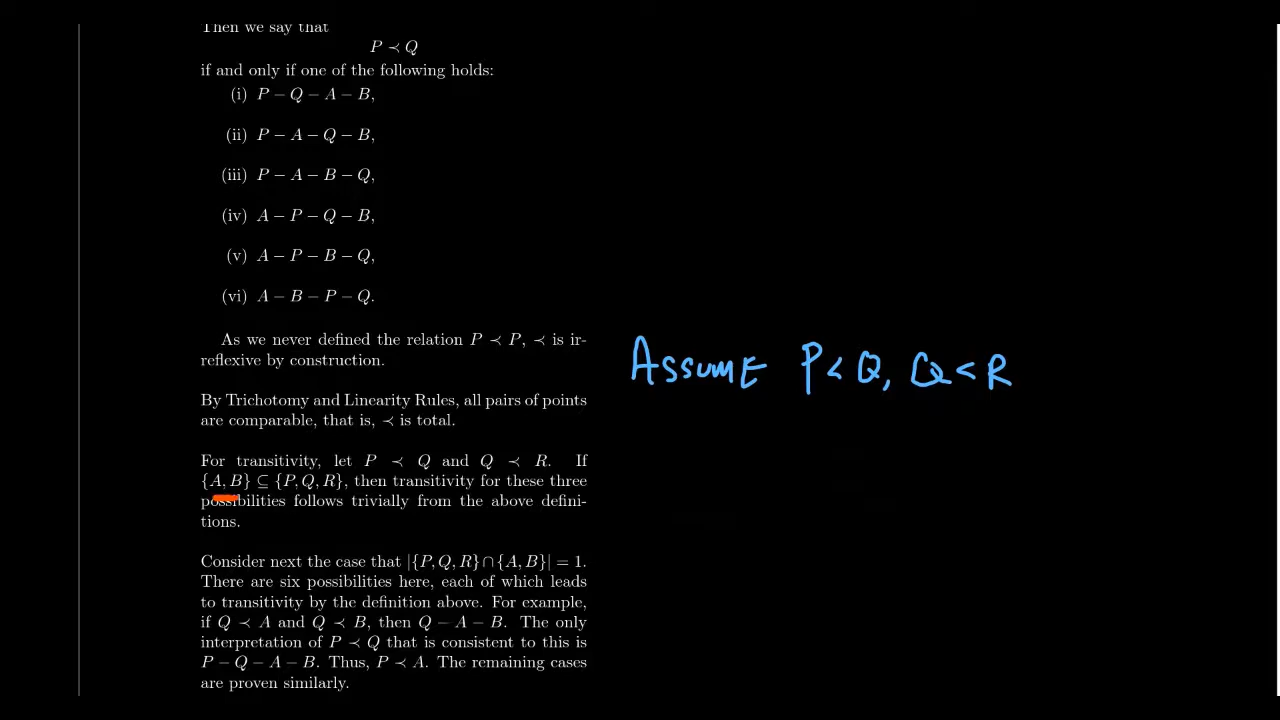 Then we say that
P ≺ Q
if and only if one of the following holds:
(i) P − Q − A − B,
(ii) P − A − Q − B,
(iii) P − A − B − Q,
(iv) A − P − Q − B,
(v) A − P − B − Q,
(vi) A − B − P − Q.
As we never defined the relation P ≺ P, ≺ is ir-
reflexive by construction.
Assume P < Q, Q < R
By Trichotomy and Linearity Rules, all pairs of points
are comparable, that is, ≺ is total.
For transitivity, let P ≺ Q and Q ≺ R. If
{A, B} ⊆ {P, Q, R}, then transitivity for these three
possibilities follows trivially from the above defini-
tions.
Consider next the case that |{P, Q, R} ∩ {A, B}| = 1.
There are six possibilities here, each of which leads
to transitivity by the definition above. For example,
if Q ≺ A and Q ≺ B, then Q − A − B. The only
interpretation of P ≺ Q that is consistent to this is
P − Q − A − B. Thus, P ≺ A. The remaining cases
are proven similarly.